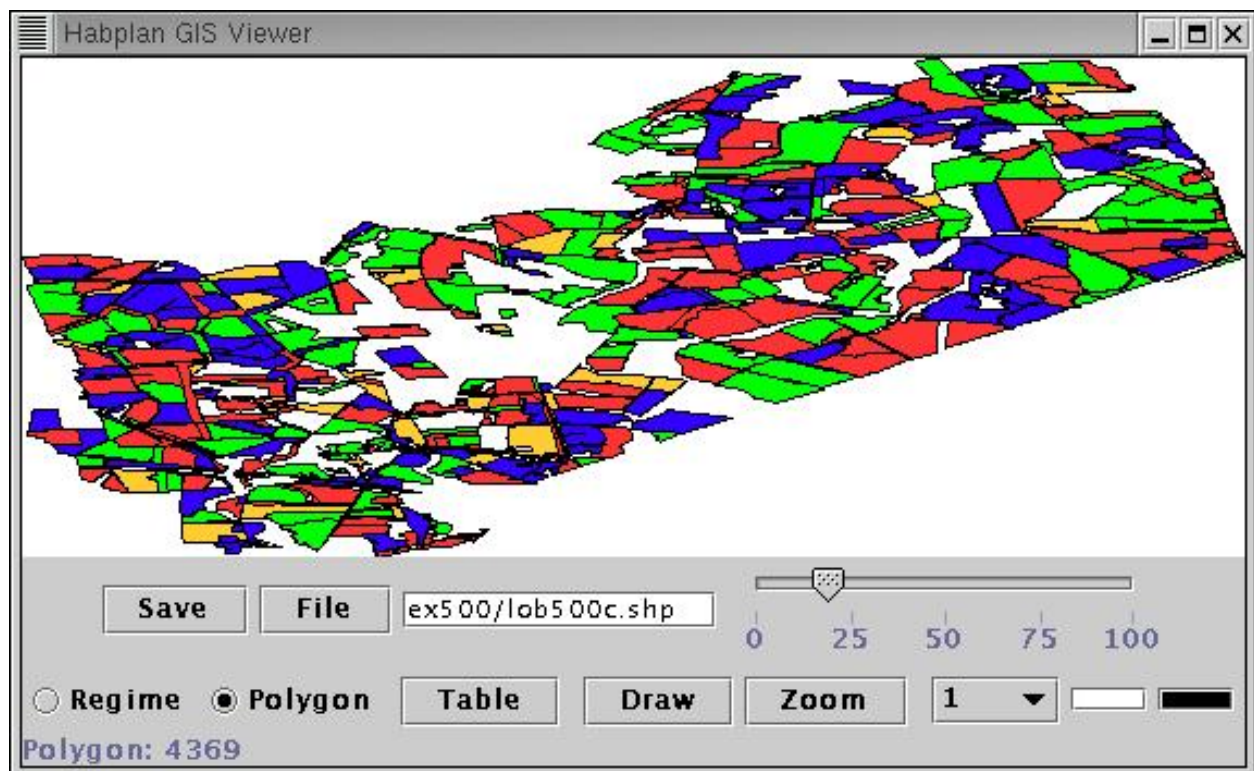 Habplan GIS Viewer
Save File ex500/lob500c.shp
0 25 50 75 100
Regime Polygon Table Draw Zoom 1
Polygon: 4369